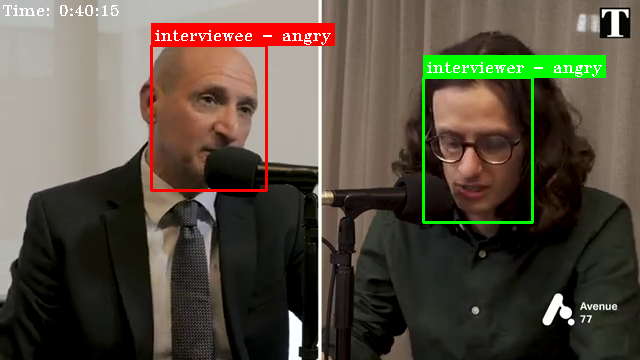 Time: 0:40:15
interviewee - angry
T
interviewer - angry
Avenue
77